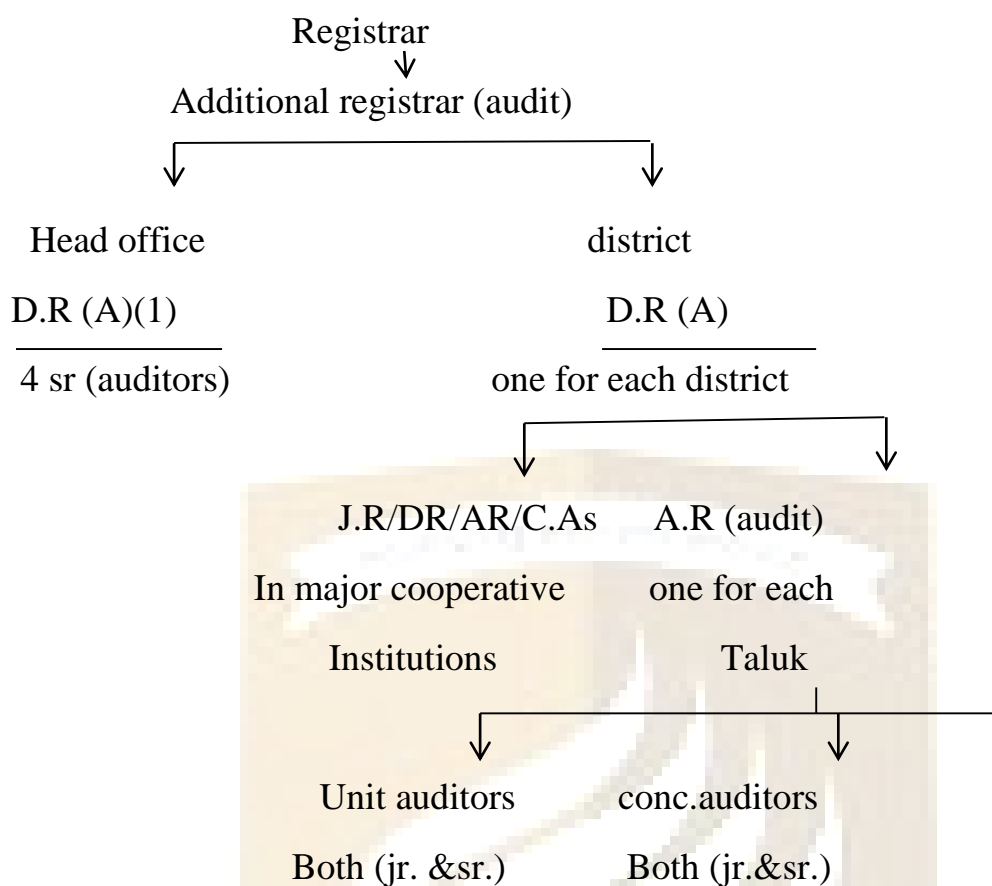 Registrar
Additional registrar (audit)
Head office district
D.R (A)(1) D.R (A)
4 sr (auditors) one for each district
J.R/DR/AR/C.As A.R (audit)
In major cooperative one for each
Institutions Taluk
Unit auditors conc.auditors
Both (jr. &sr.) Both (jr.&sr.)